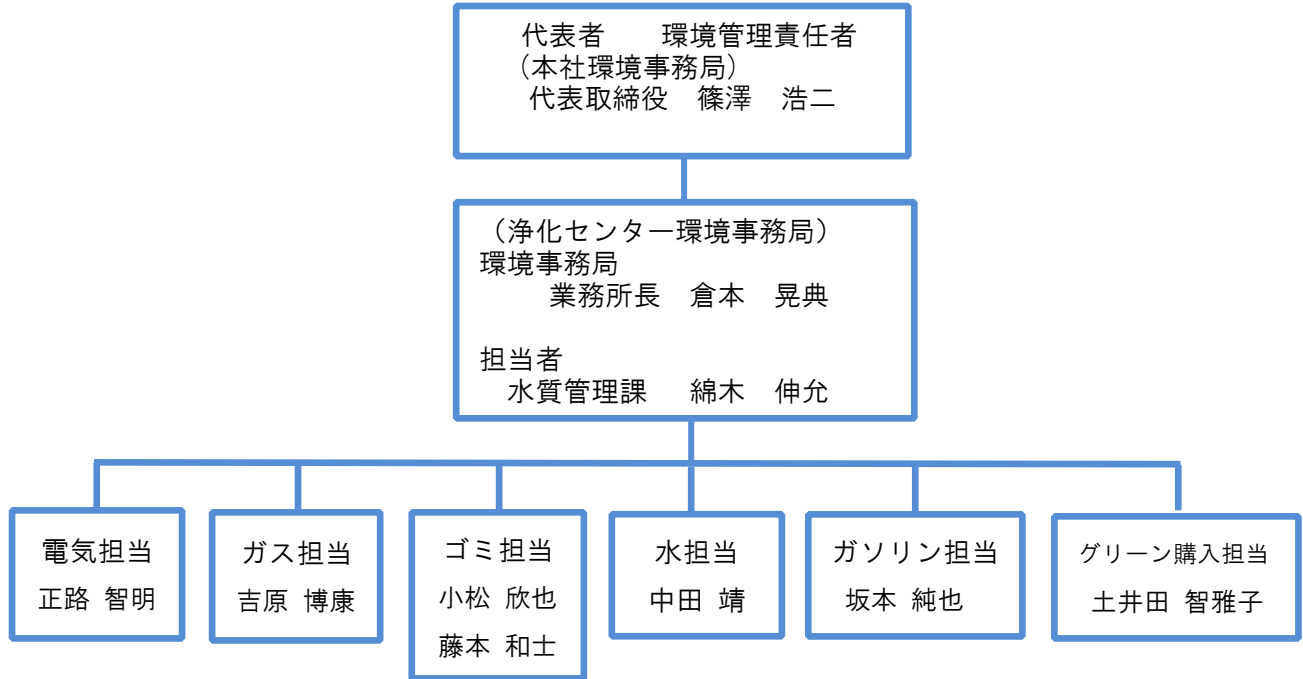 代表者　　環境管理責任者
（本社環境事務局）
代表取締役　篠澤　浩二
（浄化センター環境事務局）
環境事務局
業務所長　倉本　晃典
担当者
水質管理課　　綿木　伸允
電気担当
正路 智明
ガス担当
吉原 博康
ゴミ担当
小松 欣也
藤本 和士
水担当
中田 靖
ガソリン担当
坂本 純也
グリーン購入担当
土井田 智雅子